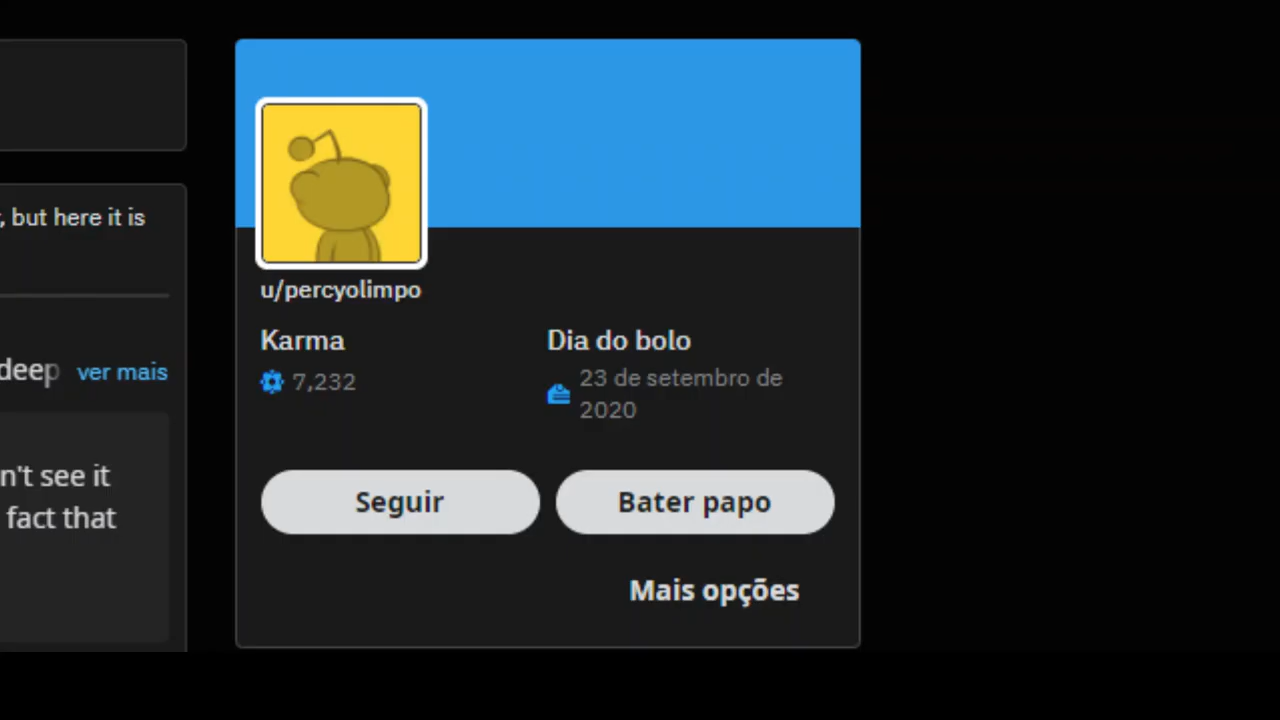 , but here it is
deep ver mais
n't see it
fact that
u/percyolimpo
Karma
7,232
Dia do bolo
23 de setembro de
2020
Seguir
Bater papo
Mais opções